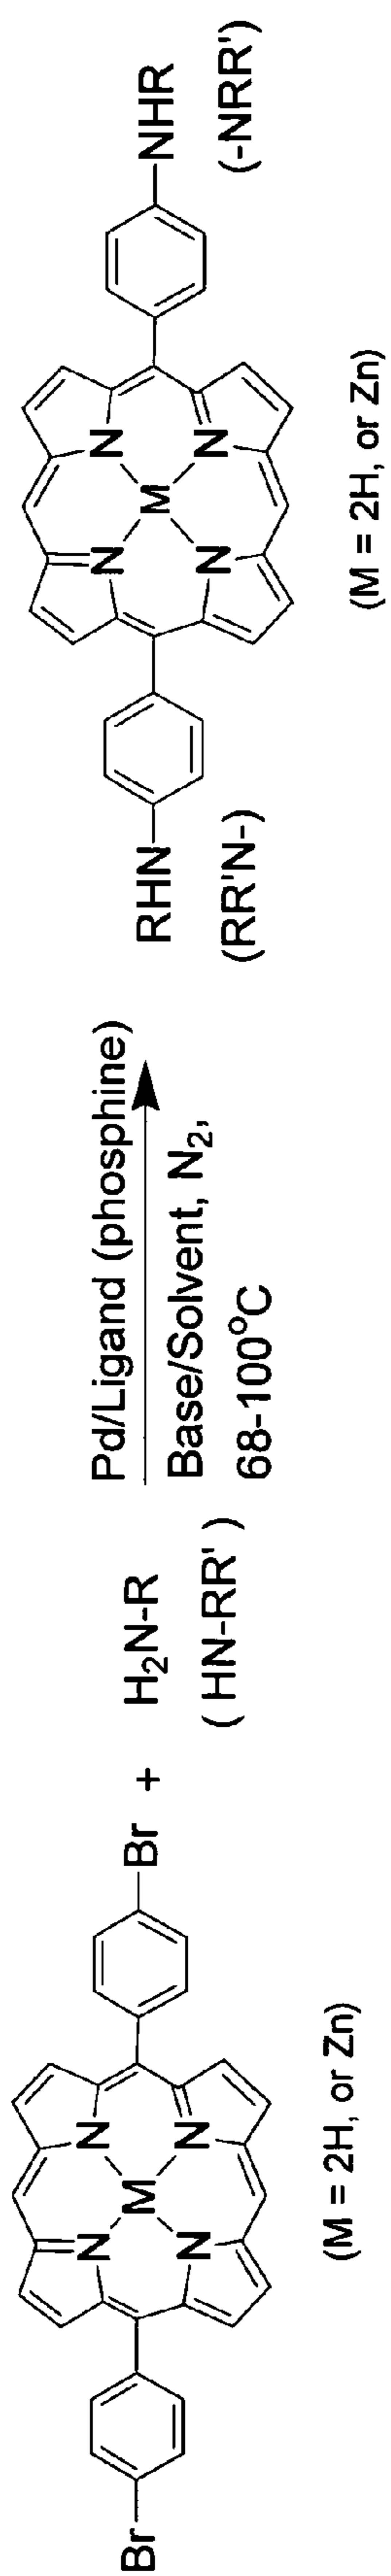 Br
N
N
N
N
M
Br
(M = 2H, or Zn)
+
H₂N-R
( HN-RR' )
Pd/Ligand (phosphine)
Base/Solvent, N₂,
68-100°C
RHN
(RR'N-)
N
N
N
N
M
NHR
(-NRR')
(M = 2H, or Zn)